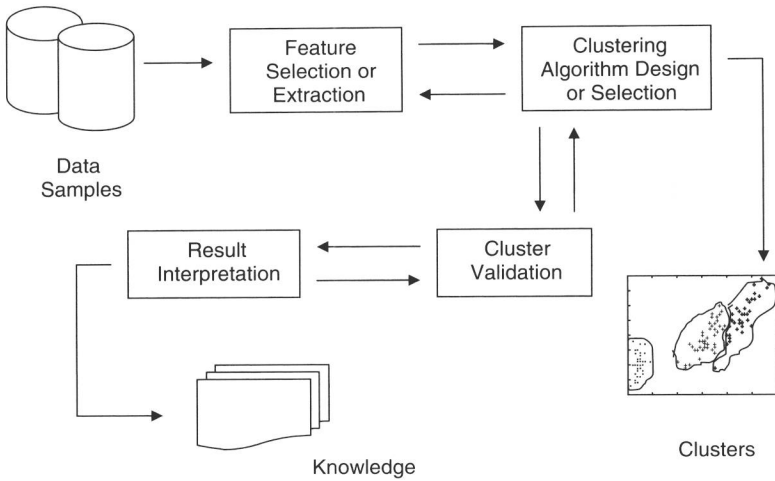 Feature
Selection or
Extraction
Clustering
Algorithm Design
or Selection
Data
Samples
Result
Interpretation
Cluster
Validation
Clusters
Knowledge